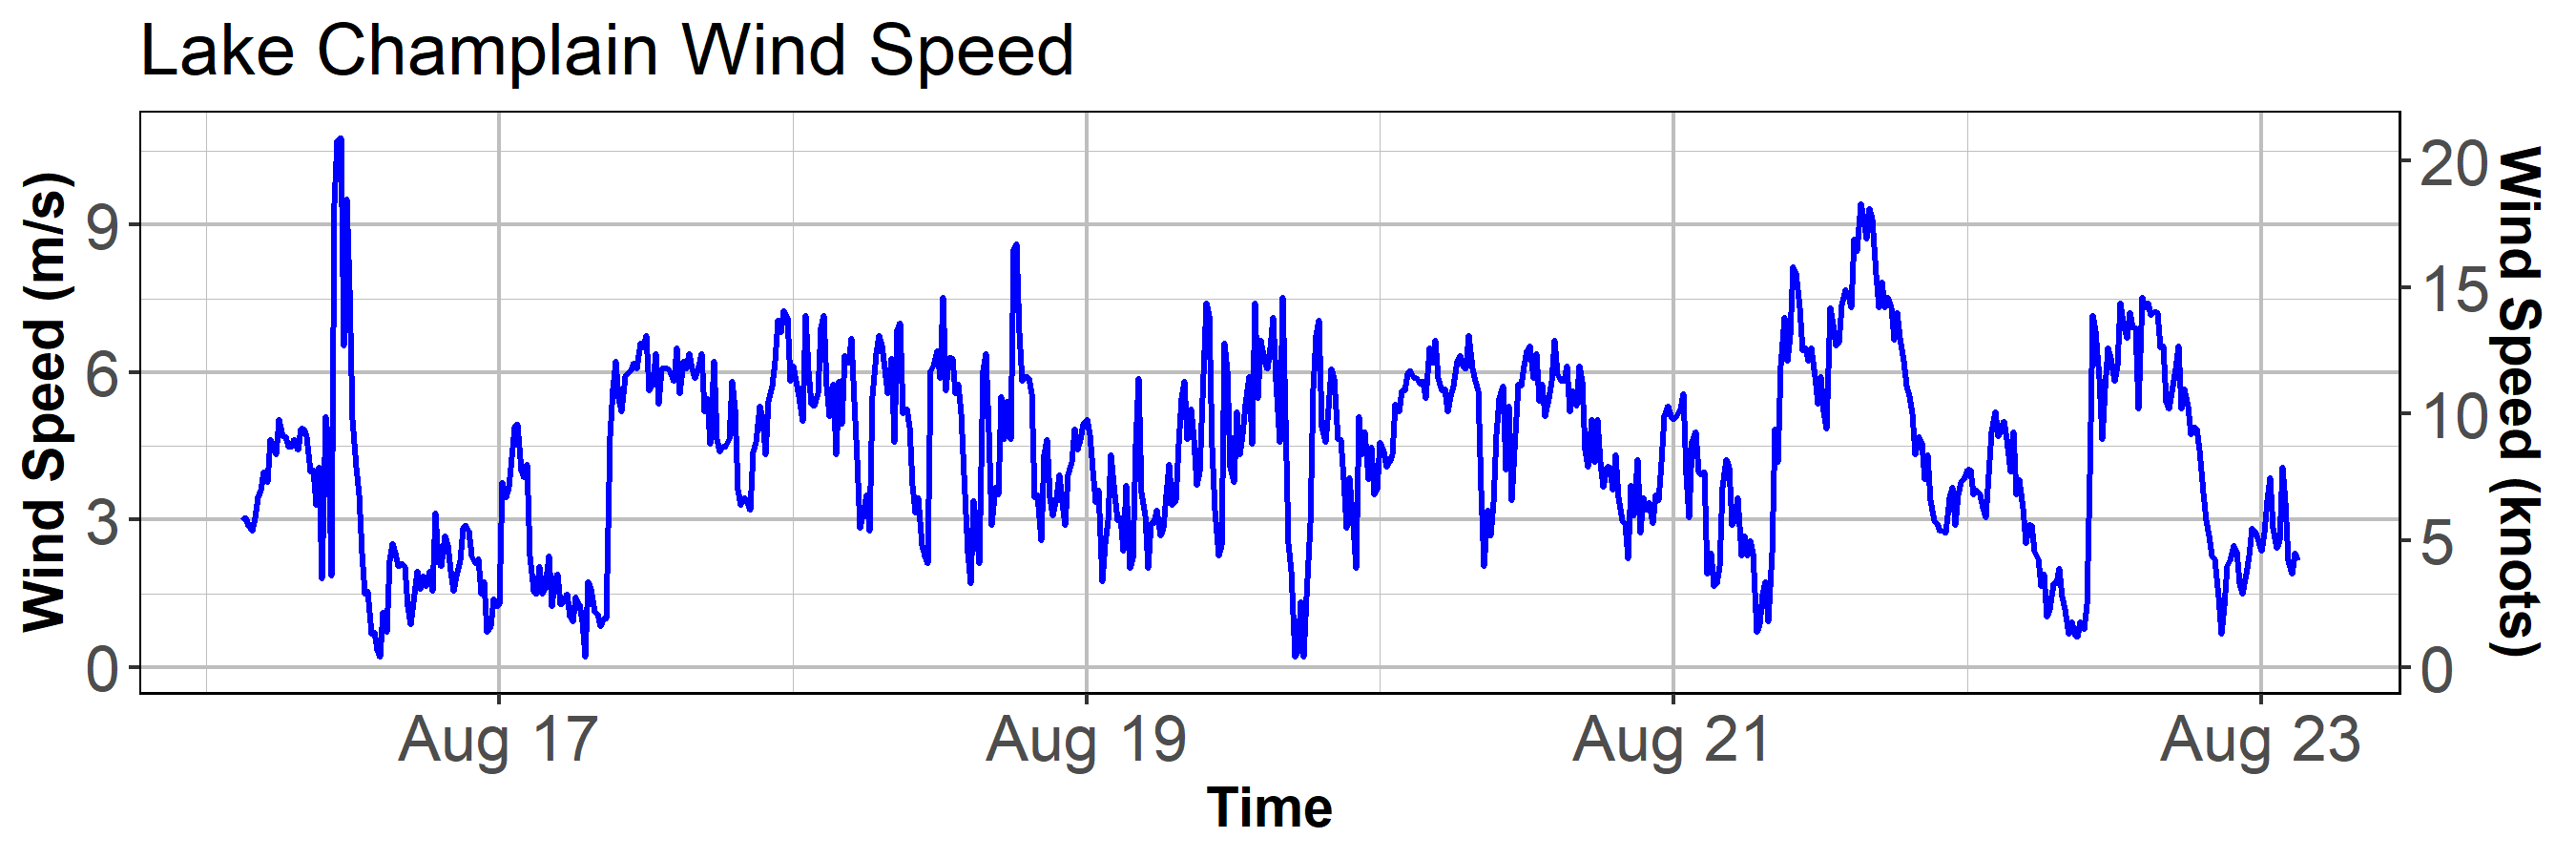 Lake Champlain Wind Speed
Wind Speed (m/s)
9
6
3
0
20
15
10
5
0
Wind Speed (knots)
Aug 17 Aug 19 Aug 21 Aug 23
Time